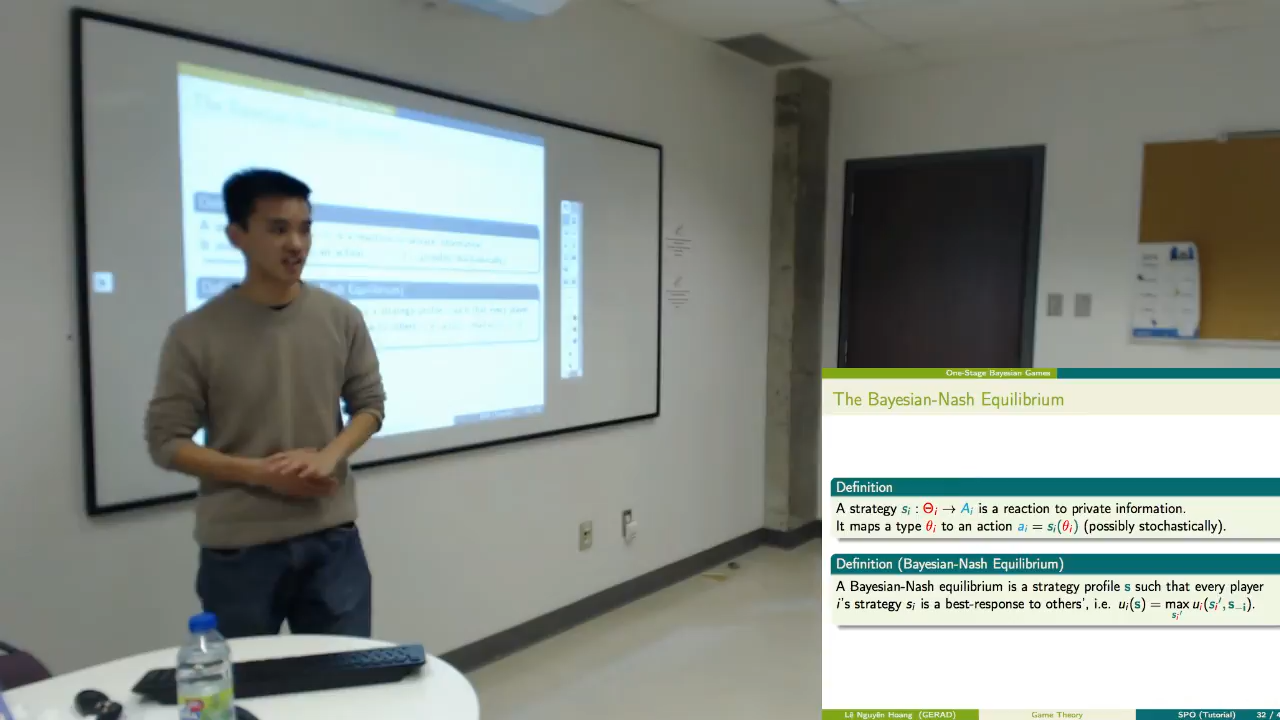 One-Stage Bayesian Games
The Bayesian-Nash Equilibrium
Definition
A strategy sᵢ : Θᵢ → Aᵢ is a reaction to private information.
It maps a type θᵢ to an action aᵢ = sᵢ(θᵢ) (possibly stochastically).
Definition (Bayesian-Nash Equilibrium)
A Bayesian-Nash equilibrium is a strategy profile s such that every player
i's strategy sᵢ is a best-response to others', i.e. uᵢ(s) = max uᵢ(sᵢ′, s₋ᵢ).
sᵢ′
Lê Nguyên Hoang (GERAD) Game Theory SPO (Tutorial) 32 /